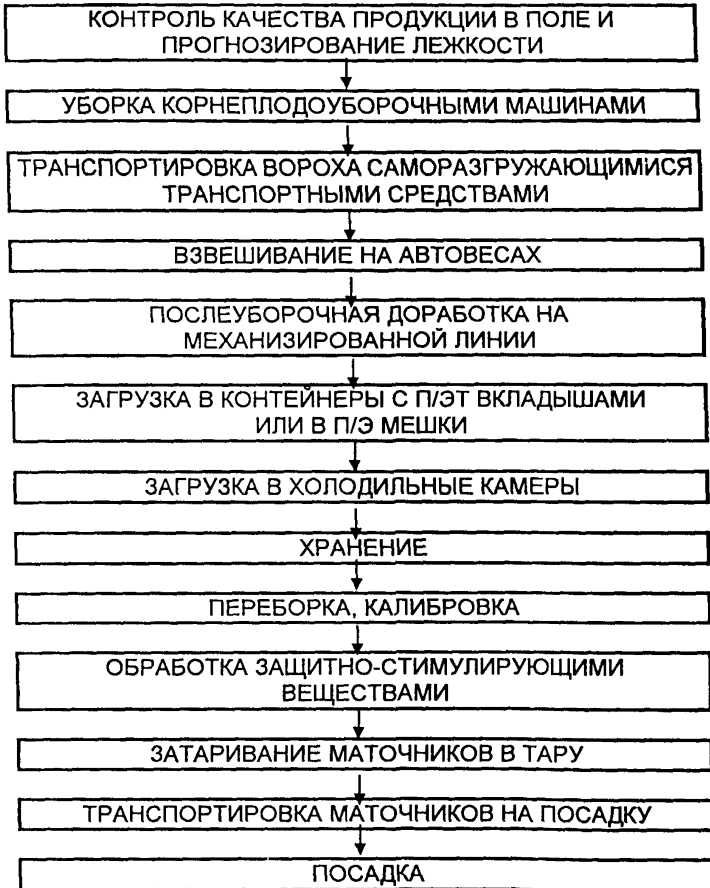 КОНТРОЛЬ КАЧЕСТВА ПРОДУКЦИИ В ПОЛЕ И
ПРОГНОЗИРОВАНИЕ ЛЕЖКОСТИ
УБОРКА КОРНЕПЛОДОУБОРОЧНЫМИ МАШИНАМИ
ТРАНСПОРТИРОВКА ВОРОХА САМОРАЗГРУЖАЮЩИМИСЯ
ТРАНСПОРТНЫМИ СРЕДСТВАМИ
ВЗВЕШИВАНИЕ НА АВТОВЕСАХ
ПОСЛЕУБОРОЧНАЯ ДОРАБОТКА НА
МЕХАНИЗИРОВАННОЙ ЛИНИИ
ЗАГРУЗКА В КОНТЕЙНЕРЫ С П/ЭТ ВКЛАДЫШАМИ
ИЛИ В П/Э МЕШКИ
ЗАГРУЗКА В ХОЛОДИЛЬНЫЕ КАМЕРЫ
ХРАНЕНИЕ
ПЕРЕБОРКА, КАЛИБРОВКА
ОБРАБОТКА ЗАЩИТНО-СТИМУЛИРУЮЩИМИ
ВЕЩЕСТВАМИ
ЗАТАРИВАНИЕ МАТОЧНИКОВ В ТАРУ
ТРАНСПОРТИРОВКА МАТОЧНИКОВ НА ПОСАДКУ
ПОСАДКА